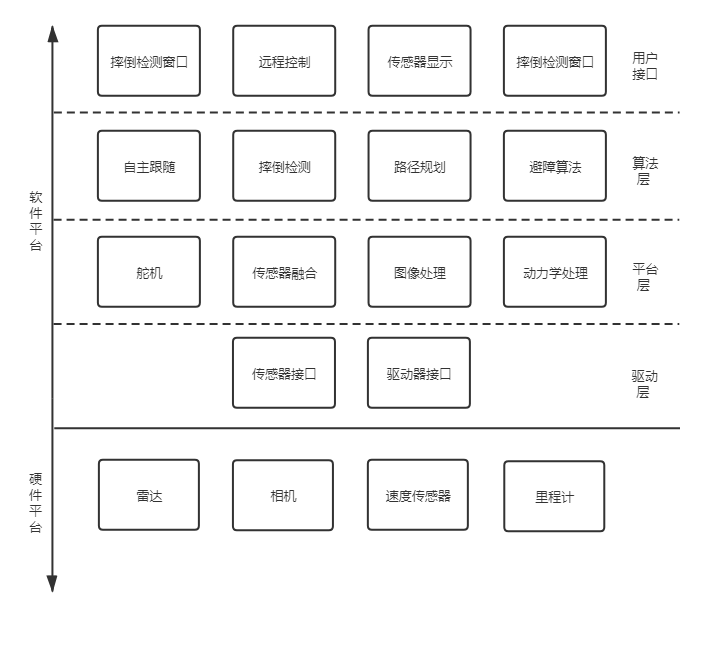 摔倒检测窗口
远程控制
传感器显示
摔倒检测窗口
用户
接口
自主跟随
摔倒检测
路径规划
避障算法
算法
层
软
件
平
台
舵机
传感器融合
图像处理
动力学处理
平台
层
传感器接口
驱动器接口
驱动
层
硬
件
平
台
雷达
相机
速度传感器
里程计